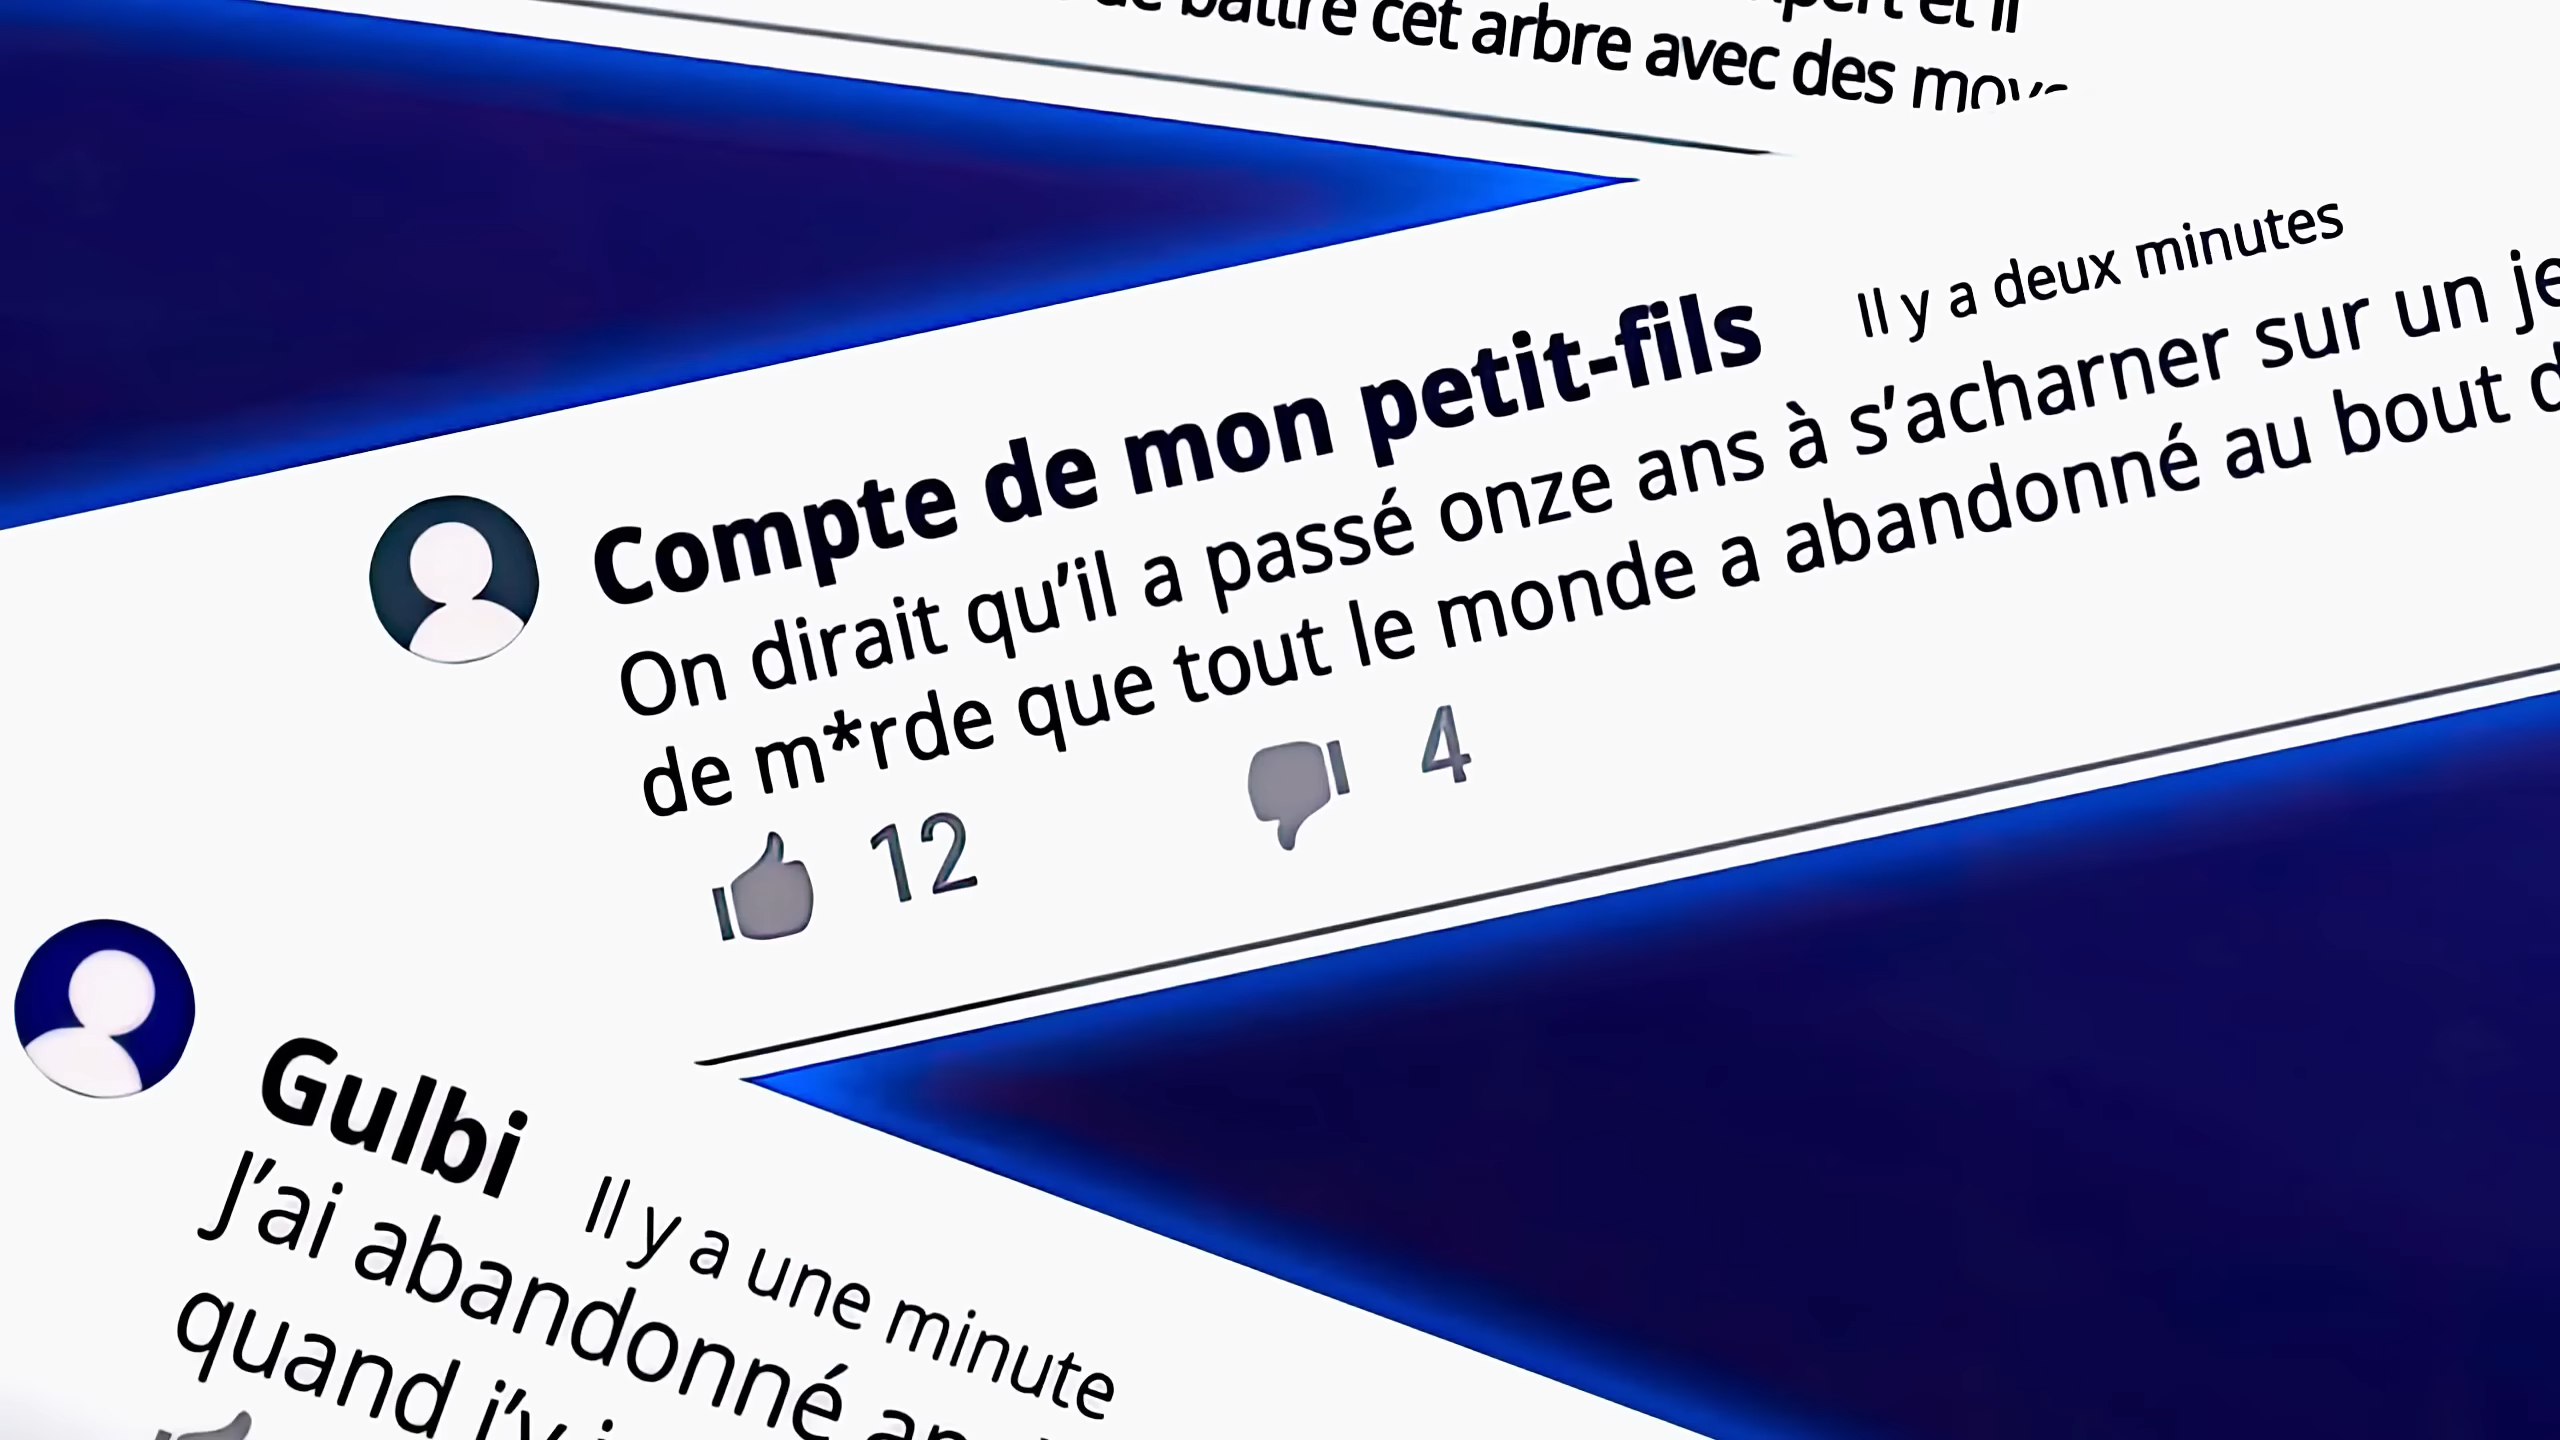 battre cet arbre avec des
Compte de mon petit-fils
Il y a deux minutes
On dirait qu’il a passé onze ans à s’acharner sur un
de m*rde que tout le monde a abandonné au bout
12
4
Gulbi
Il y a une minute
J’ai abandonné
quand j’y